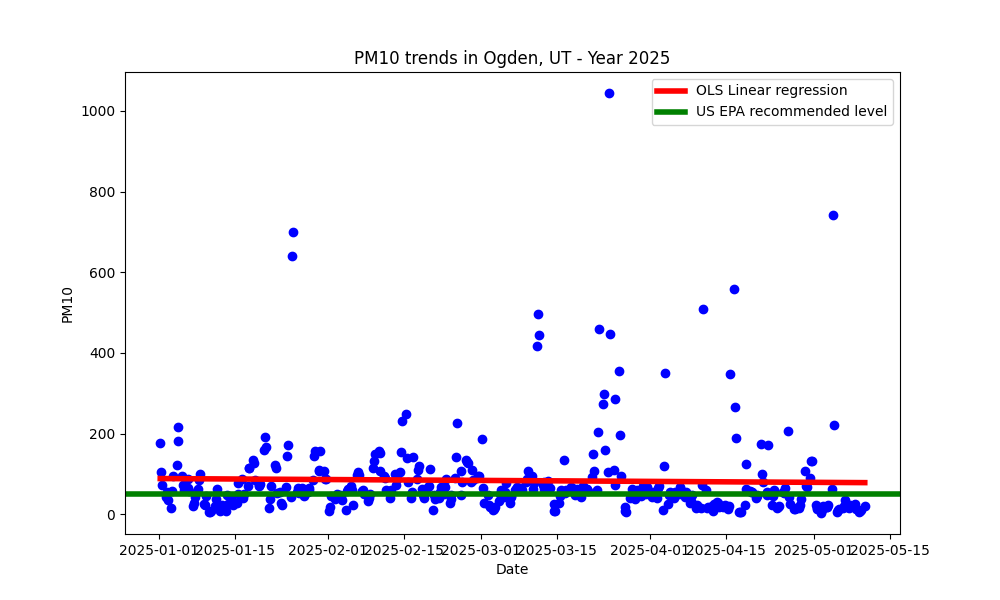 PM10 trends in Ogden, UT - Year 2025
OLS Linear regression
US EPA recommended level
1000
800
600
400
200
0
PM10
2025-01-01 2025-01-15 2025-02-01 2025-02-15 2025-03-01 2025-03-15 2025-04-01 2025-04-15 2025-05-01 2025-05-15
Date